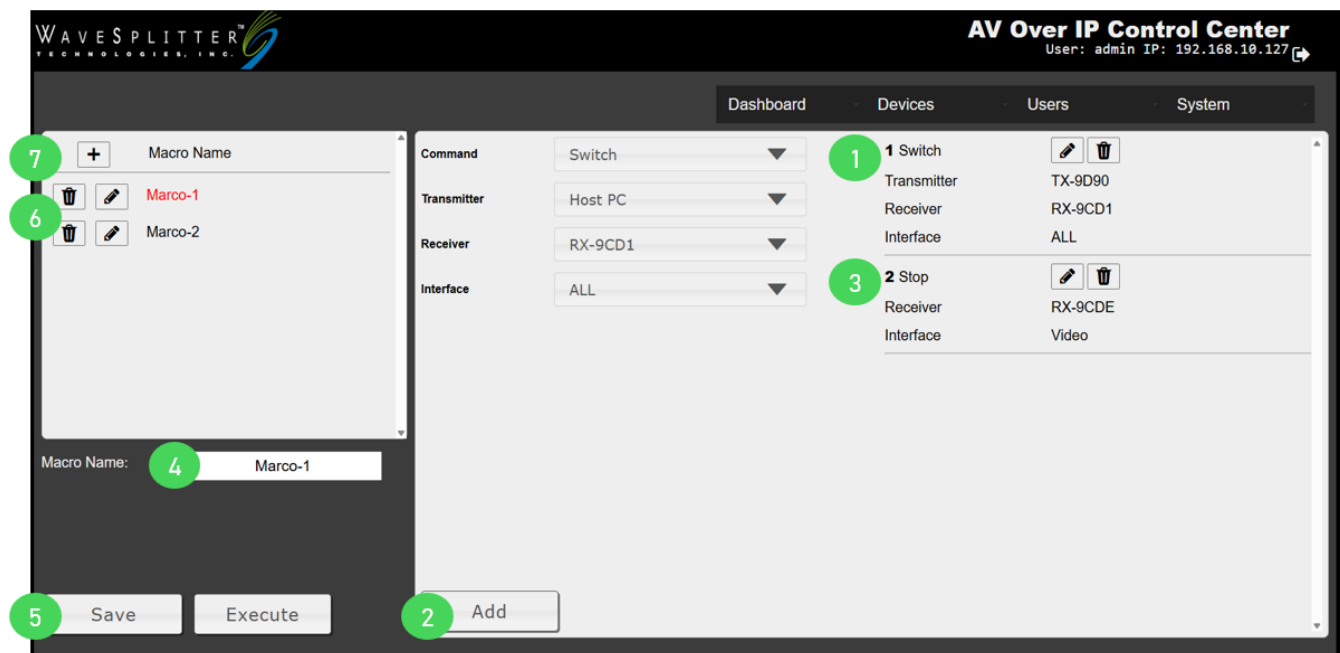 WAVESPLITTER™
TECHNOLOGIES, INC.
AV Over IP Control Center
User: admin IP: 192.168.10.127
Dashboard Devices Users System
7 + Macro Name
6
Marco-1
Marco-2
Macro Name: 4 Marco-1
5 Save Execute
Command Switch
Transmitter Host PC
Receiver RX-9CD1
Interface ALL
2 Add
1 1 Switch
Transmitter TX-9D90
Receiver RX-9CD1
Interface ALL
3 2 Stop
Receiver RX-9CDE
Interface Video